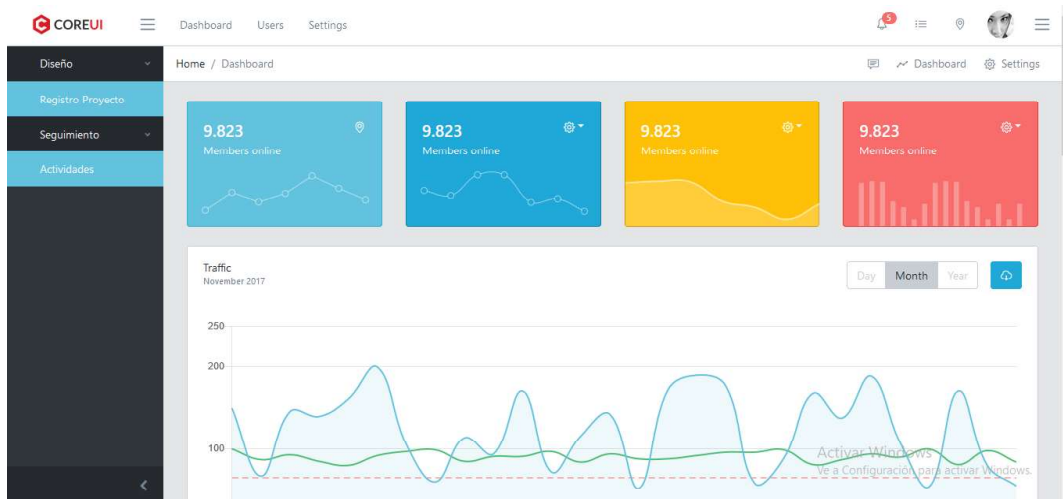 COREUI
Dashboard Users Settings
5
Diseño
Registro Proyecto
Seguimiento
Actividades
Home / Dashboard
Dashboard Settings
9.823
Members online
9.823
Members online
9.823
Members online
9.823
Members online
Traffic
November 2017
Day Month Year
250
200
100
Activar Windows
Ve a Configuración para activar Windows.